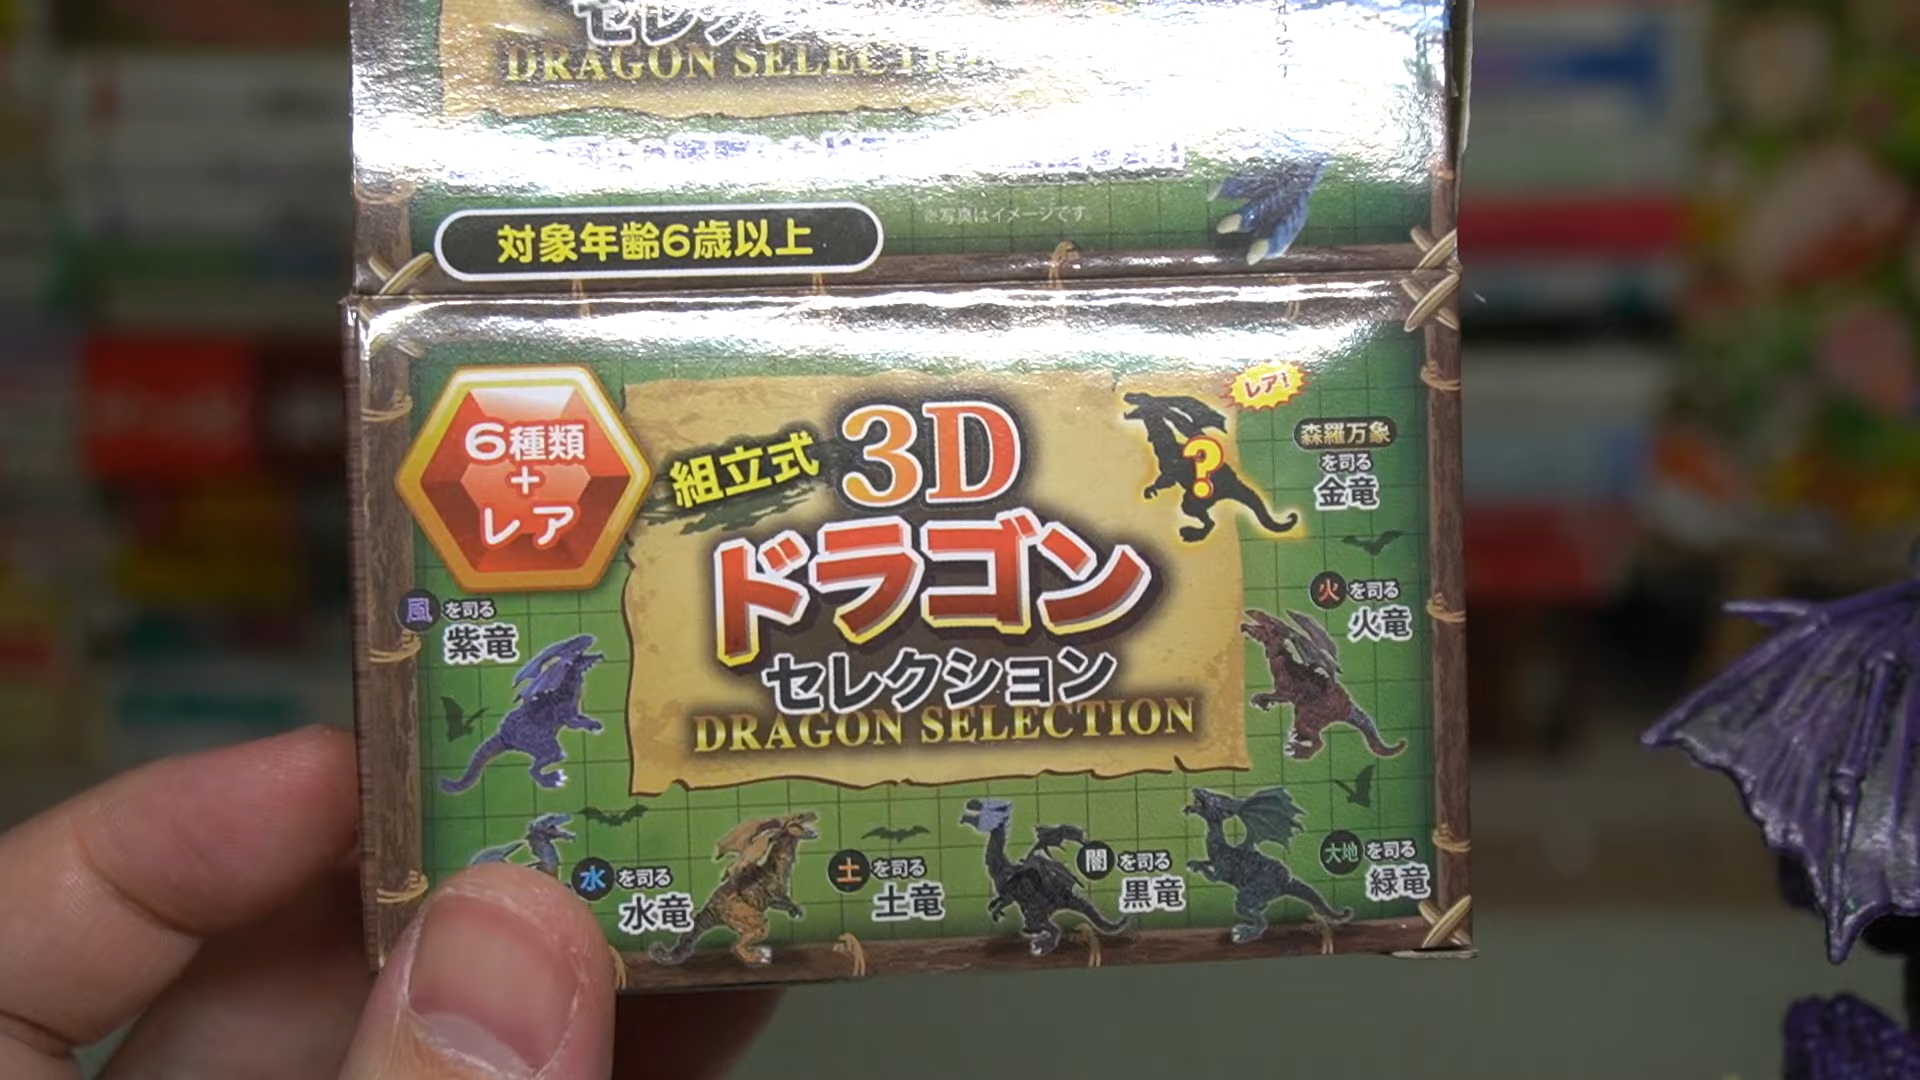 セレク
DRAGON SELECTI
対象年齢6歳以上
※写真はイメージです。
6種類
+
レア
組立式
3D
ドラゴン
セレクション
DRAGON SELECTION
レア!
森羅万象
を司る
金竜
火を司る
火竜
風を司る
紫竜
水を司る
水竜
土を司る
土竜
闇を司る
黒竜
大地を司る
緑竜